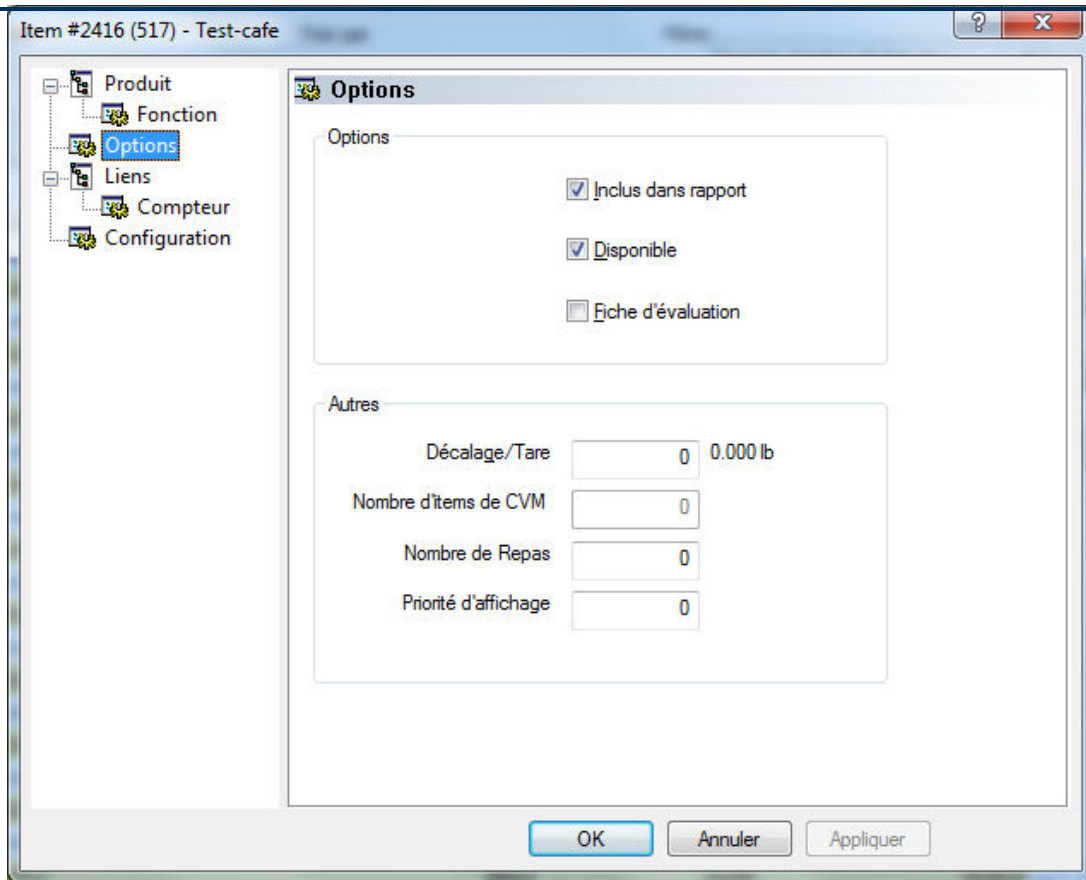 Item #2416 (517) - Test-cafe
Produit
Fonction
Options
Liens
Compteur
Configuration
Options
Options
Inclus dans rapport
Disponible
Fiche d'évaluation
Autres
Décalage/Tare 0 0.000 lb
Nombre d'items de CVM 0
Nombre de Repas 0
Priorité d'affichage 0
OK Annuler Appliquer